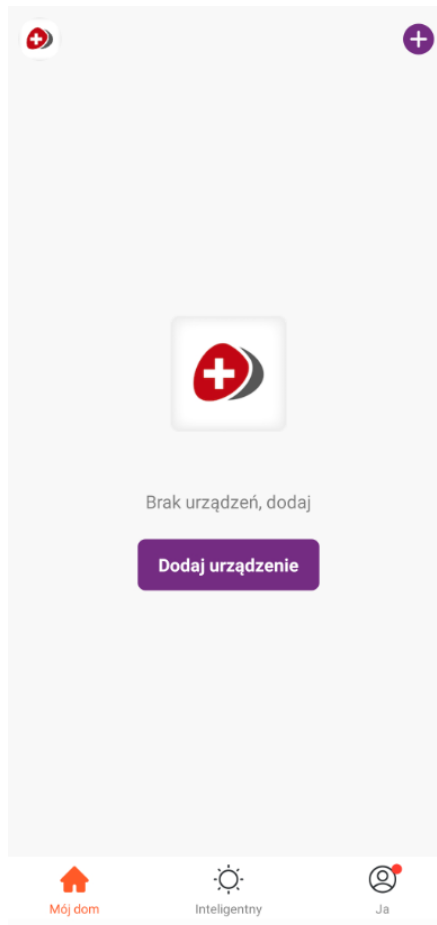 Brak urządzeń, dodaj
Dodaj urządzenie
Mój dom
Inteligentny
Ja